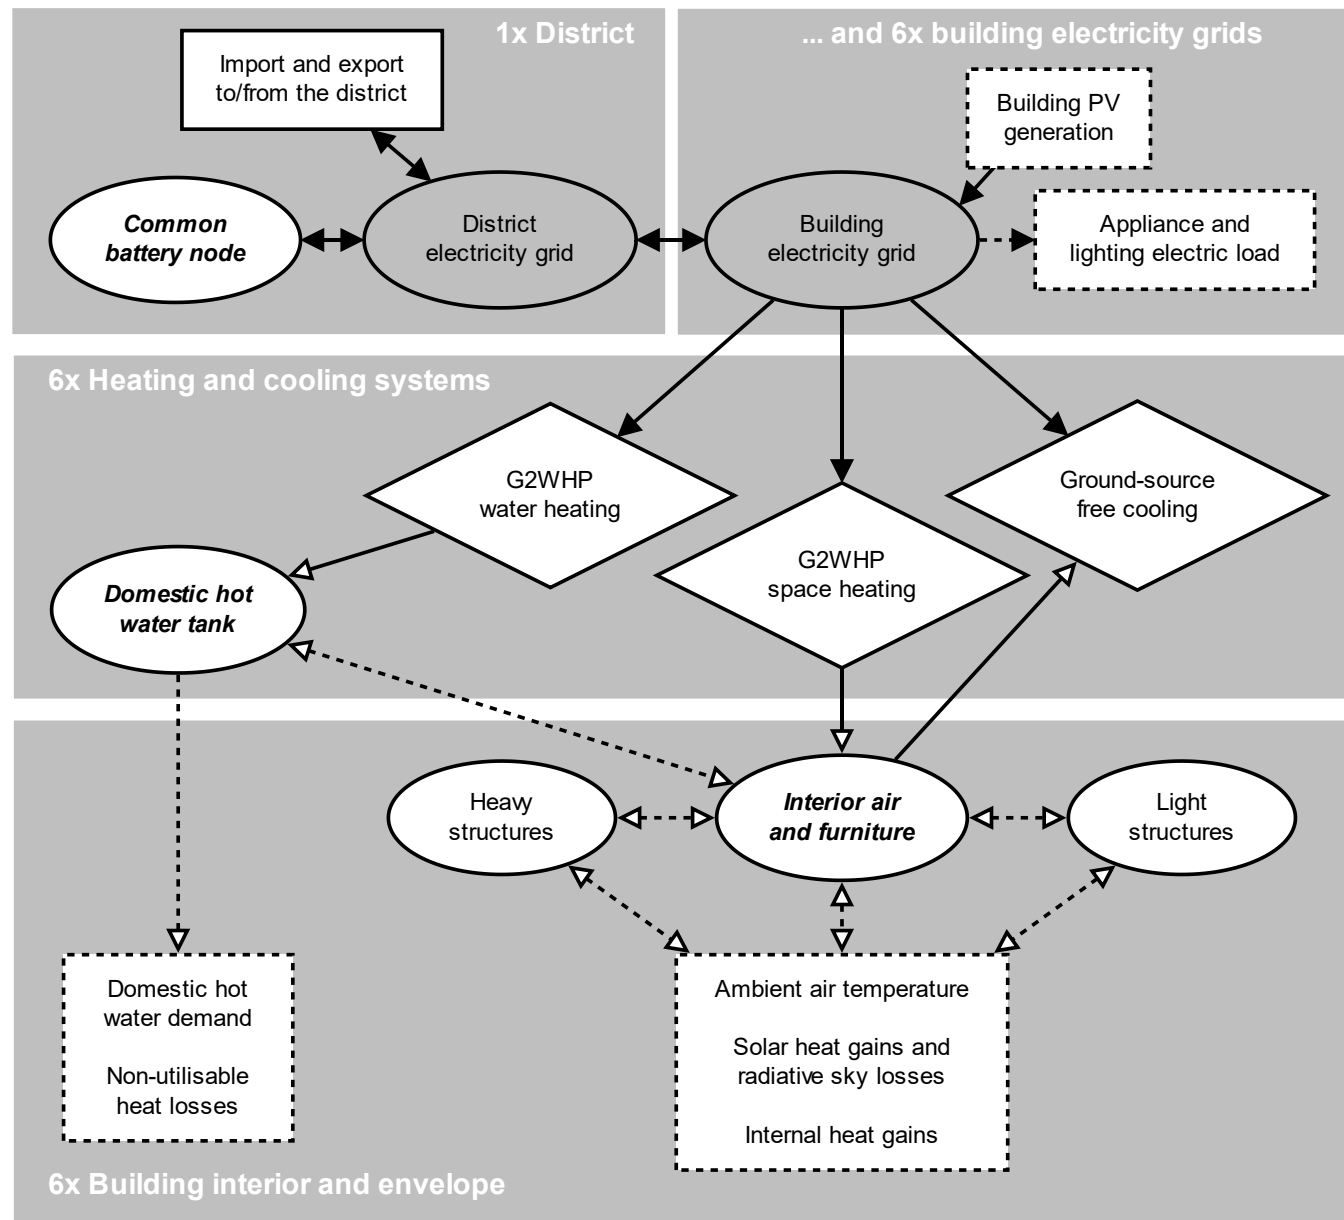 1x District
... and 6x building electricity grids
Import and export
to/from the district
Building PV
generation
Common
battery node
District
electricity grid
Building
electricity grid
Appliance and
lighting electric load
6x Heating and cooling systems
G2WHP
water heating
Ground-source
free cooling
G2WHP
space heating
Domestic hot
water tank
Heavy
structures
Interior air
and furniture
Light
structures
Domestic hot
water demand
Non-utilisable
heat losses
Ambient air temperature
Solar heat gains and
radiative sky losses
Internal heat gains
6x Building interior and envelope